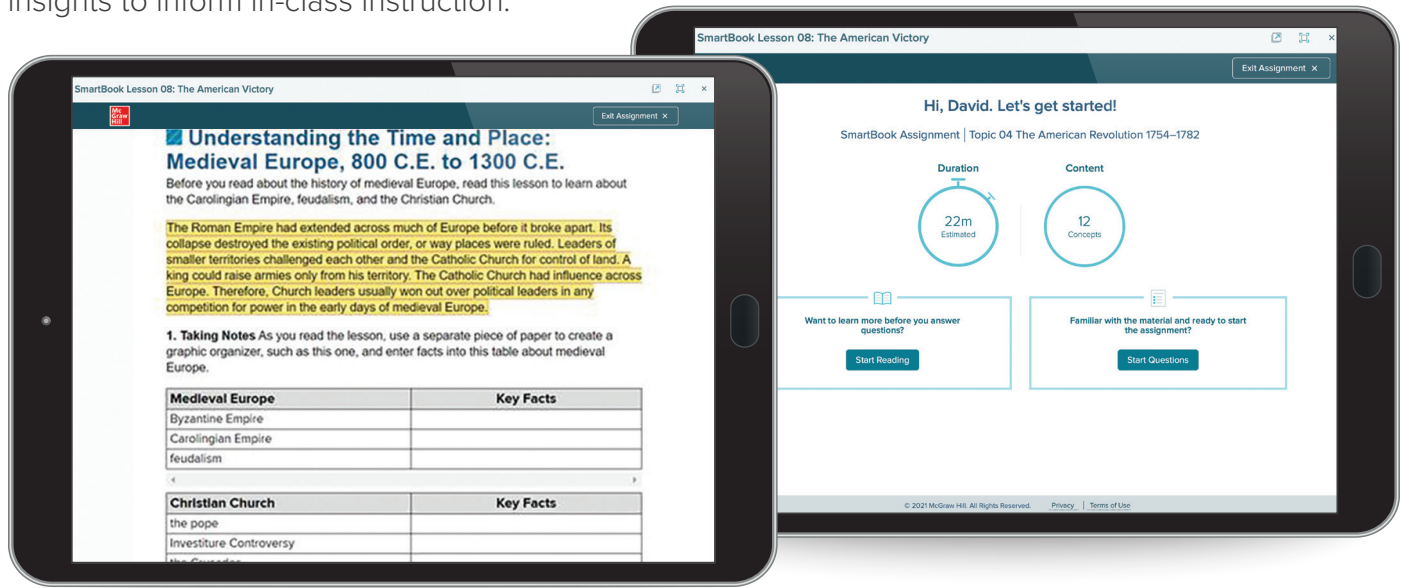 insights to inform in-class instruction.
SmartBook Lesson 08: The American Victory
Mc
Graw
Hill
Exit Assignment ×
Understanding the Time and Place:
Medieval Europe, 800 C.E. to 1300 C.E.
Before you read about the history of medieval Europe, read this lesson to learn about
the Carolingian Empire, feudalism, and the Christian Church.
The Roman Empire had extended across much of Europe before it broke apart. Its
collapse destroyed the existing political order, or way places were ruled. Leaders of
smaller territories challenged each other and the Catholic Church for control of land. A
king could raise armies only from his territory. The Catholic Church had influence across
Europe. Therefore, Church leaders usually won out over political leaders in any
competition for power in the early days of medieval Europe.
1. Taking Notes As you read the lesson, use a separate piece of paper to create a
graphic organizer, such as this one, and enter facts into this table about medieval
Europe.
Medieval Europe Key Facts
Byzantine Empire
Carolingian Empire
feudalism
Christian Church Key Facts
the pope
Investiture Controversy
the Crusades
SmartBook Lesson 08: The American Victory
Exit Assignment ×
Hi, David. Let's get started!
SmartBook Assignment | Topic 04 The American Revolution 1754–1782
Duration
22m
Estimated
Content
12
Concepts
Want to learn more before you answer
questions?
Start Reading
Familiar with the material and ready to start
the assignment?
Start Questions
© 2021 McGraw Hill. All Rights Reserved. Privacy | Terms of Use